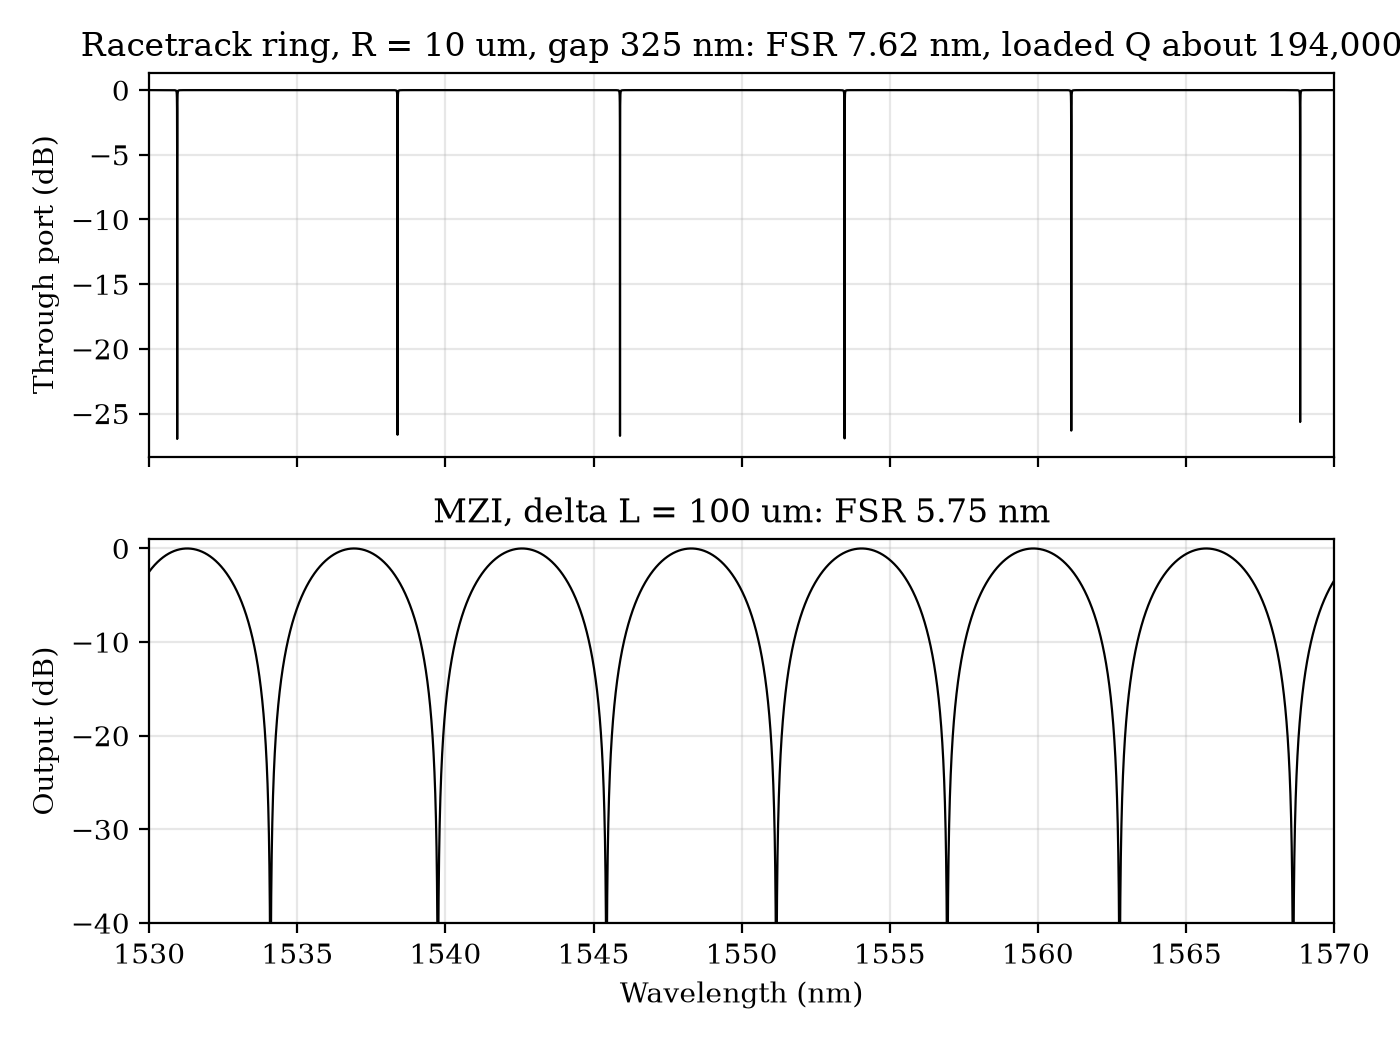 Racetrack ring, R = 10 um, gap 325 nm: FSR 7.62 nm, loaded Q about 194,000
0
−5
−10
−15
−20
−25
Through port (dB)
MZI, delta L = 100 um: FSR 5.75 nm
0
−10
−20
−30
−40
Output (dB)
1530 1535 1540 1545 1550 1555 1560 1565 1570
Wavelength (nm)